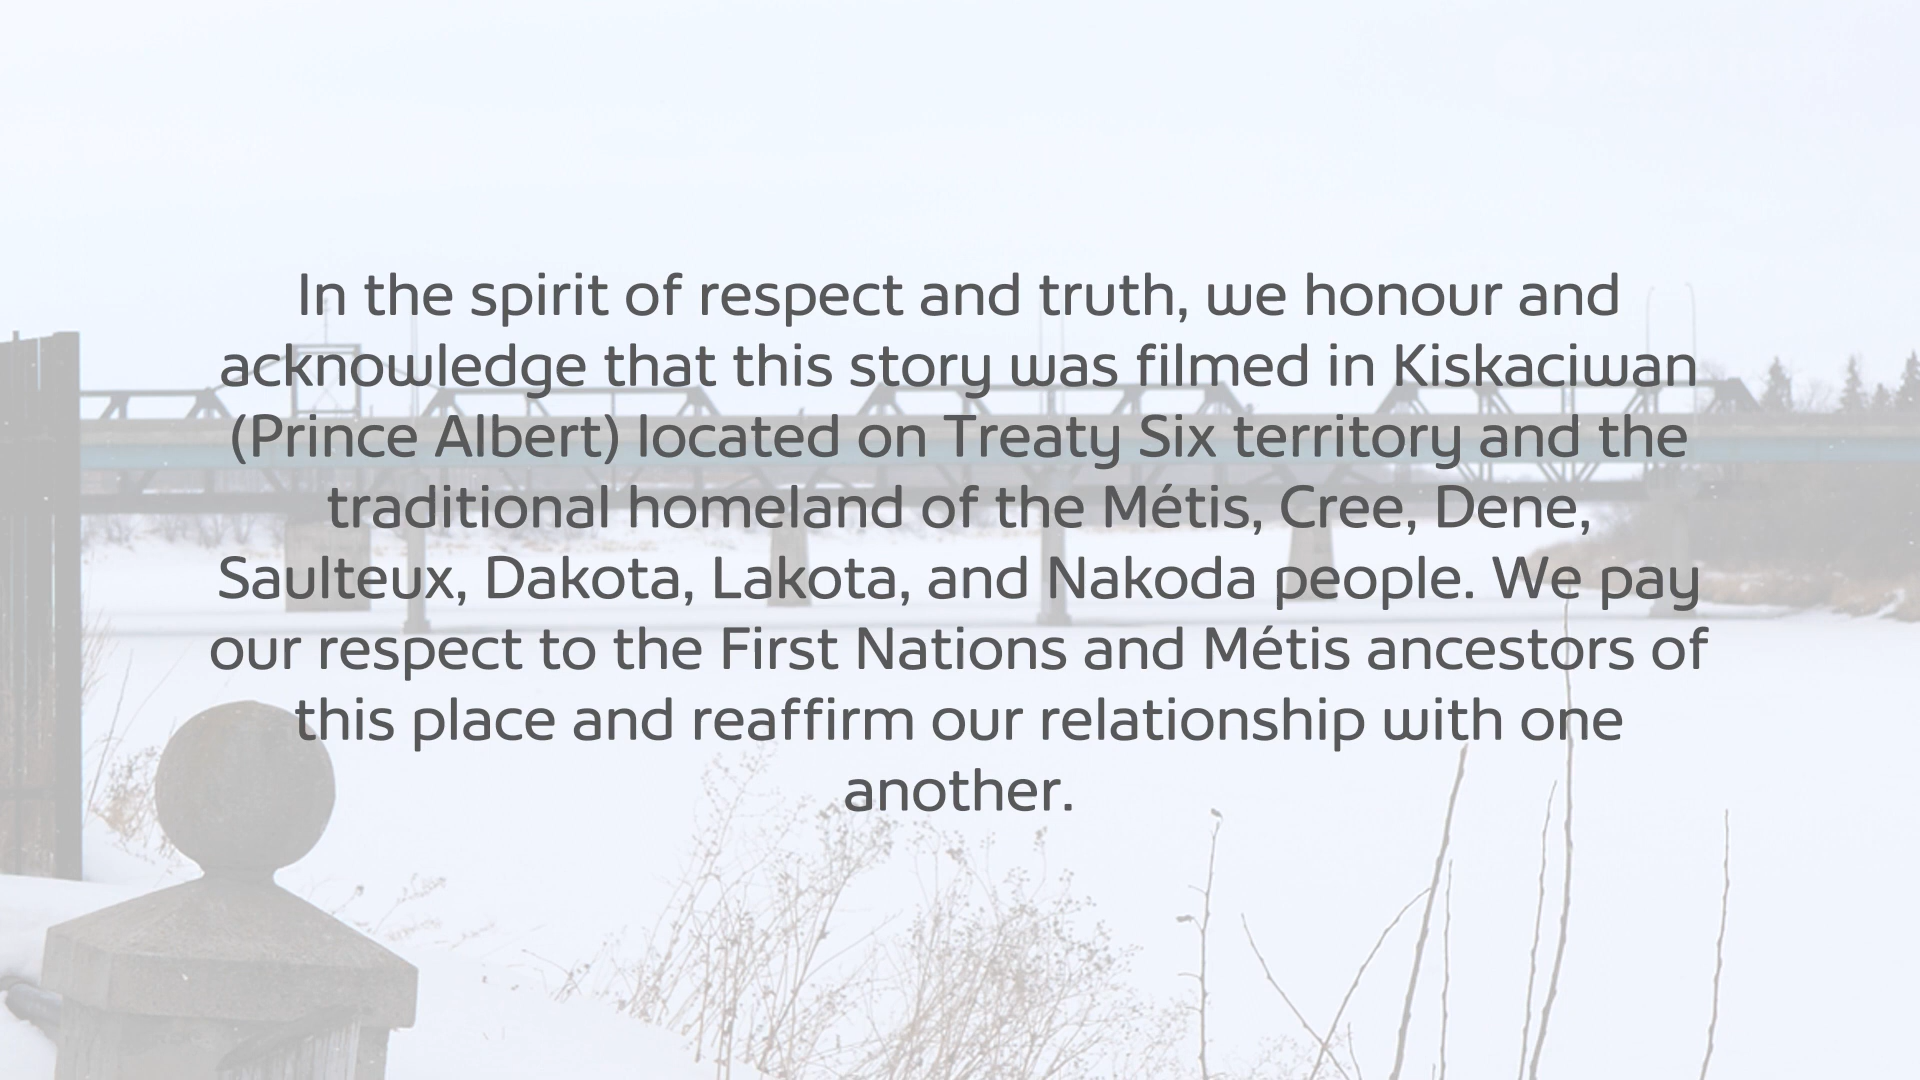 In the spirit of respect and truth, we honour and
acknowledge that this story was filmed in Kiskaciwan
(Prince Albert) located on Treaty Six territory and the
traditional homeland of the Métis, Cree, Dene,
Saulteux, Dakota, Lakota, and Nakoda people. We pay
our respect to the First Nations and Métis ancestors of
this place and reaffirm our relationship with one
another.